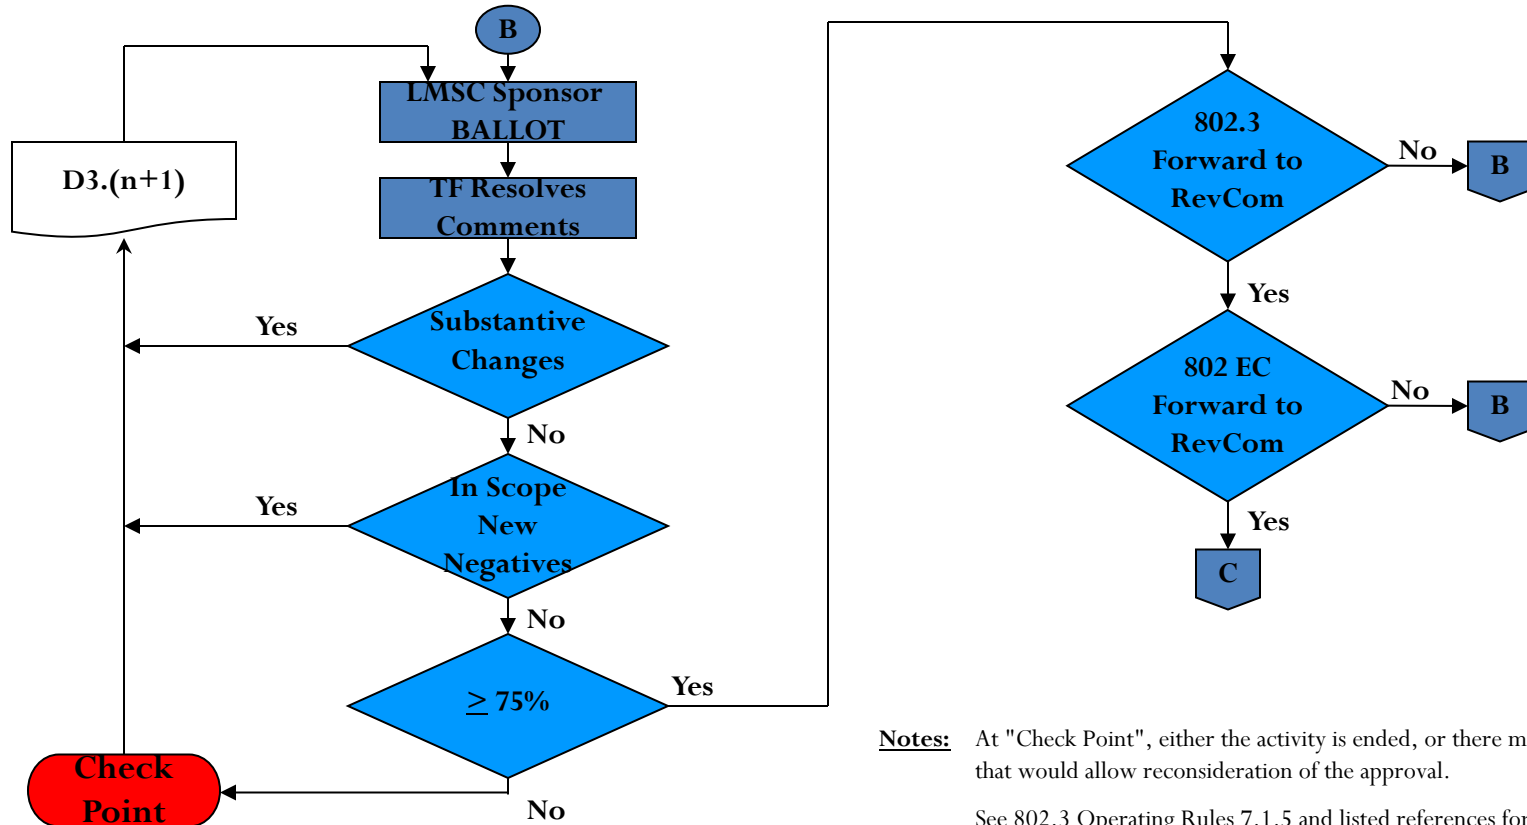 B
LMSC Sponsor
BALLOT
D3.(n+1)
TF Resolves
Comments
Substantive
Changes
Yes
No
In Scope
New
Negatives
Yes
No
≥ 75%
Yes
No
Check
Point
802.3
Forward to
RevCom
No
B
Yes
802 EC
Forward to
RevCom
No
B
Yes
C
Notes: At "Check Point", either the activity is ended, or there m
that would allow reconsideration of the approval.
See 802.3 Operating Rules 7.1.5 and listed references for